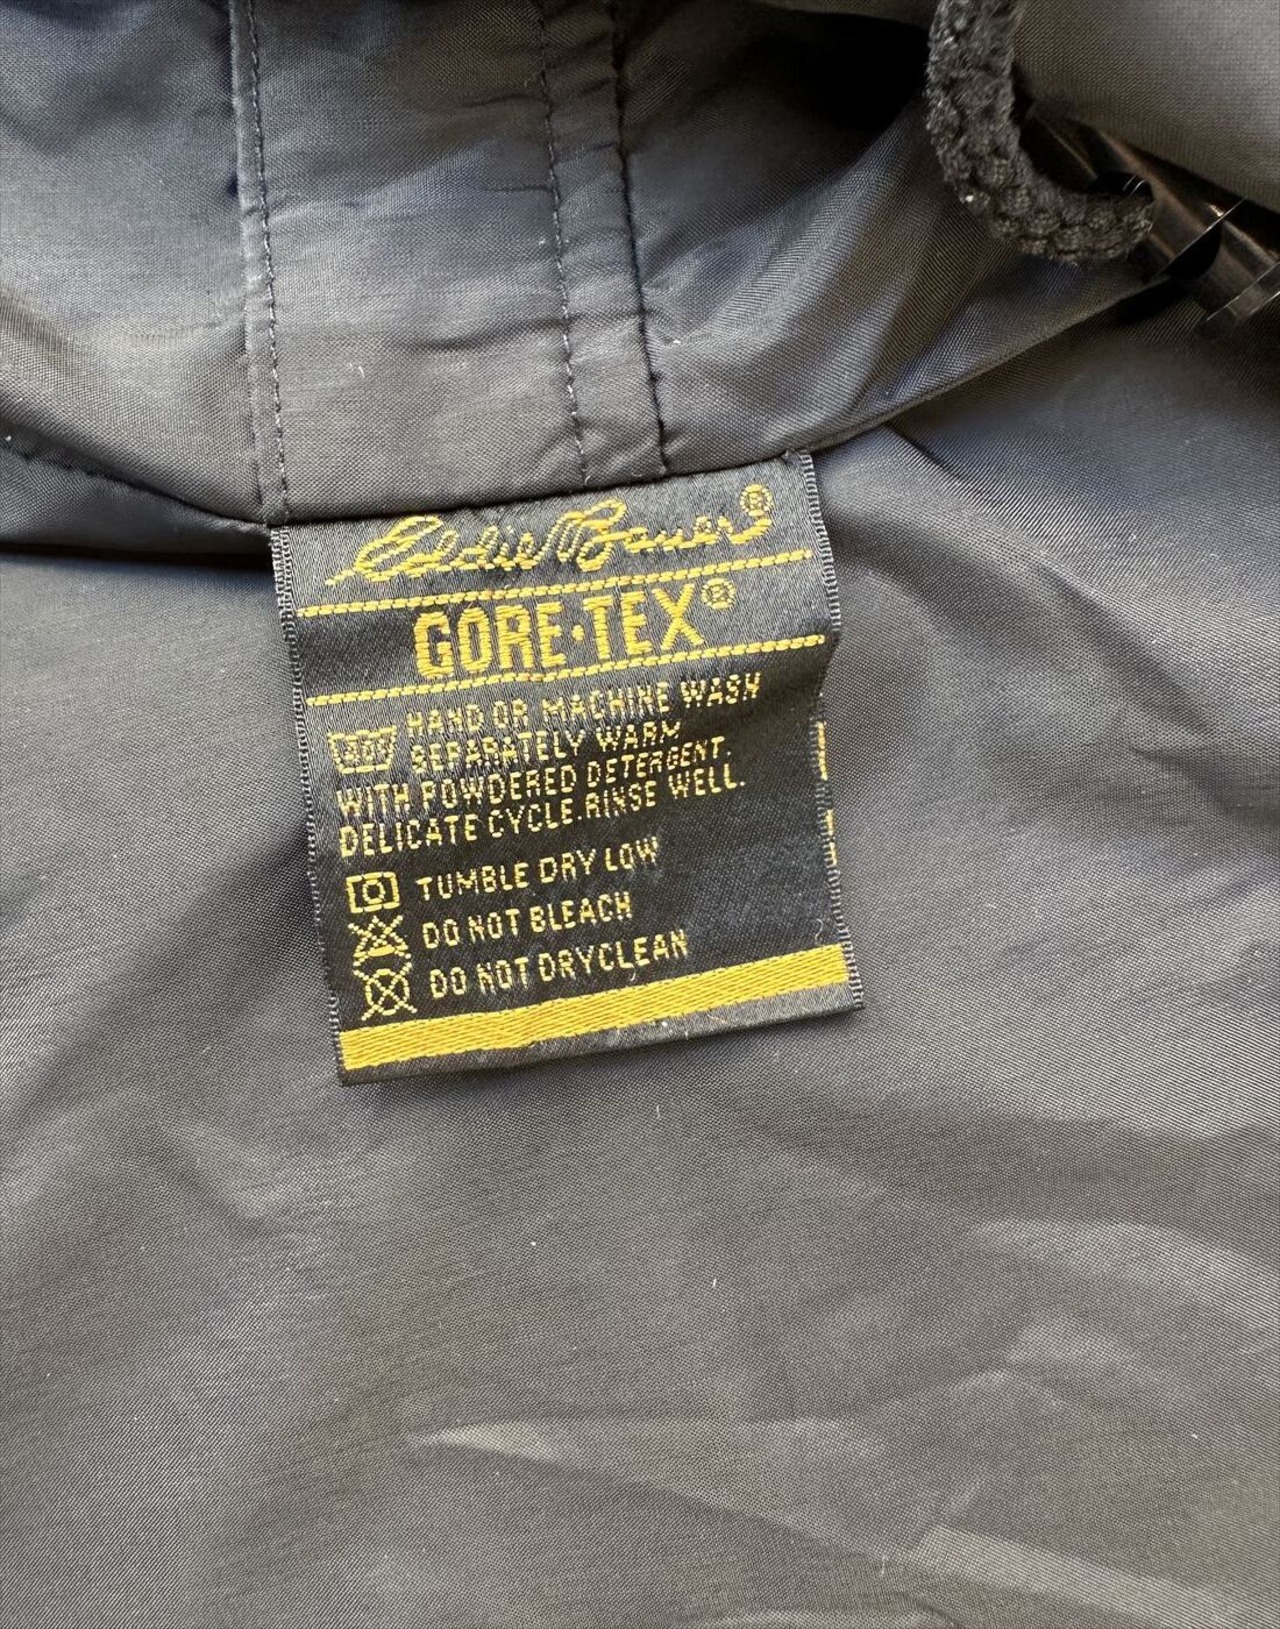 Eddie Bauer®
GORE·TEX®
HAND OR MACHINE WASH
SEPARATELY WARM
WITH POWDERED DETERGENT.
DELICATE CYCLE.RINSE WELL.
TUMBLE DRY LOW
DO NOT BLEACH
DO NOT DRYCLEAN